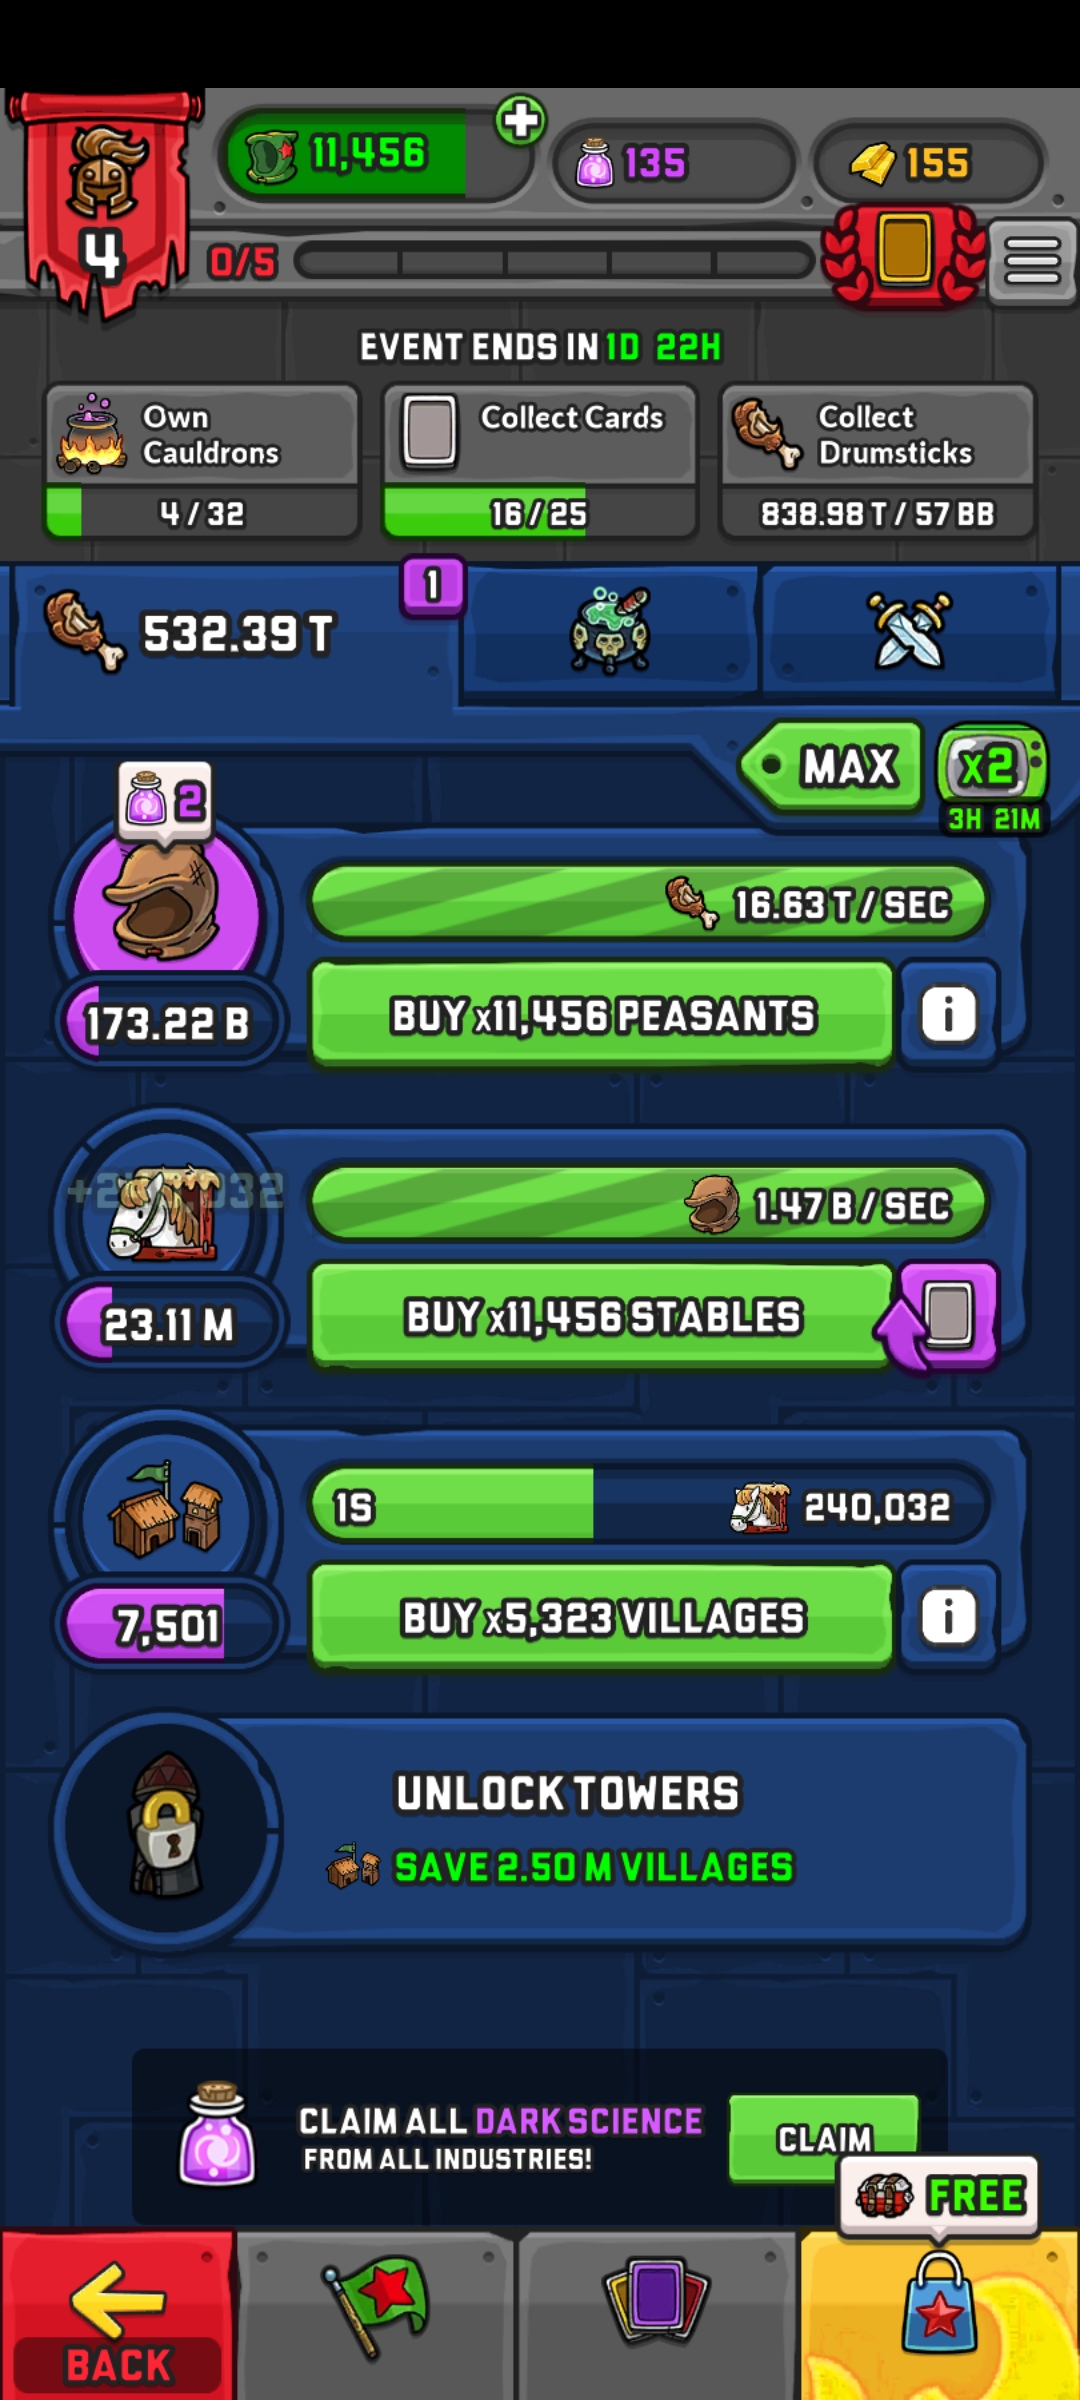 11,456
135
155
4
0/5
EVENT ENDS IN 1D 22H
Own
Cauldrons
4 / 32
Collect Cards
16 / 25
Collect
Drumsticks
838.98 T / 57 BB
532.39 T
1
MAX
x2
3H 21M
2
16.63 T / SEC
173.22 B
BUY x11,456 PEASANTS
i
+240,032
1.47 B / SEC
23.11 M
BUY x11,456 STABLES
1S
240,032
7,501
BUY x5,323 VILLAGES
i
UNLOCK TOWERS
SAVE 2.50 M VILLAGES
CLAIM ALL DARK SCIENCE
FROM ALL INDUSTRIES!
CLAIM
FREE
BACK